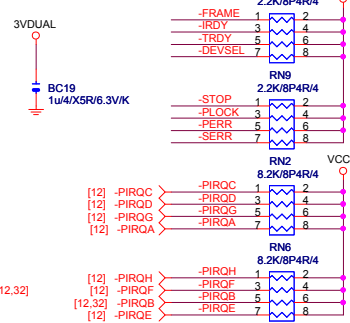 2.2K/8P4R/4
-FRAME 1 2
-IRDY 3 4
-TRDY 5 6
-DEVSEL 7 8
3VDUAL
BC19
1u/4/X5R/6.3V/K
RN9
2.2K/8P4R/4
-STOP 1 2
-PLOCK 3 4
-PERR 5 6
-SERR 7 8
RN2
8.2K/8P4R/4
VCC
[12] -PIRQC -PIRQC 1 2
[12] -PIRQD -PIRQD 3 4
[12] -PIRQG -PIRQG 5 6
[12] -PIRQA -PIRQA 7 8
RN6
8.2K/8P4R/4
[12] -PIRQH -PIRQH 1 2
12,32] [12] -PIRQF -PIRQF 3 4
[12,32] -PIRQB -PIRQB 5 6
[12] -PIRQE -PIRQE 7 8